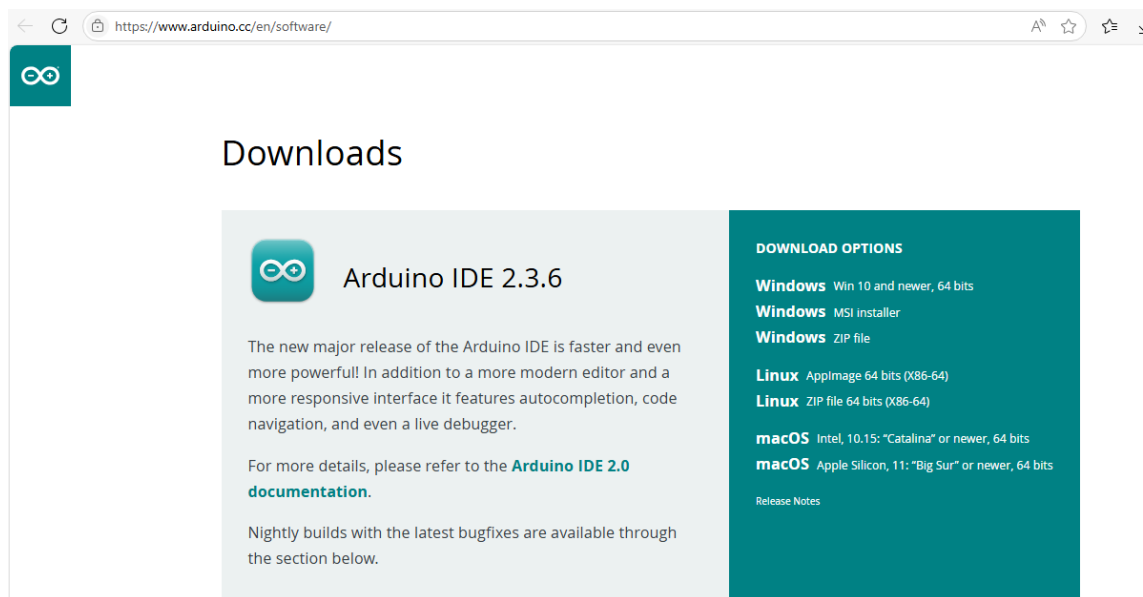 https://www.arduino.cc/en/software/
Downloads
Arduino IDE 2.3.6
The new major release of the Arduino IDE is faster and even
more powerful! In addition to a more modern editor and a
more responsive interface it features autocompletion, code
navigation, and even a live debugger.
For more details, please refer to the Arduino IDE 2.0
documentation.
Nightly builds with the latest bugfixes are available through
the section below.
DOWNLOAD OPTIONS
Windows Win 10 and newer, 64 bits
Windows MSI installer
Windows ZIP file
Linux AppImage 64 bits (X86-64)
Linux ZIP file 64 bits (X86-64)
macOS Intel, 10.15: “Catalina” or newer, 64 bits
macOS Apple Silicon, 11: “Big Sur” or newer, 64 bits
Release Notes